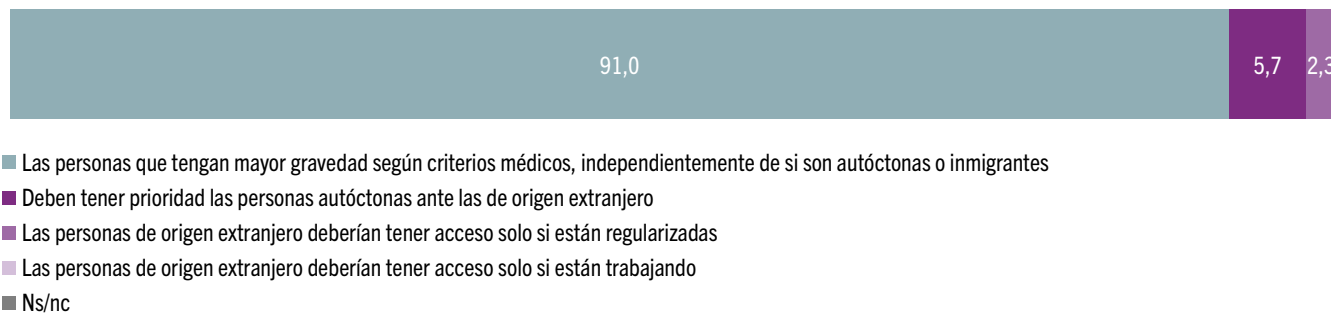 91,0 5,7 2,3
Las personas que tengan mayor gravedad según criterios médicos, independientemente de si son autóctonas o inmigrantes
Deben tener prioridad las personas autóctonas ante las de origen extranjero
Las personas de origen extranjero deberían tener acceso solo si están regularizadas
Las personas de origen extranjero deberían tener acceso solo si están trabajando
Ns/nc